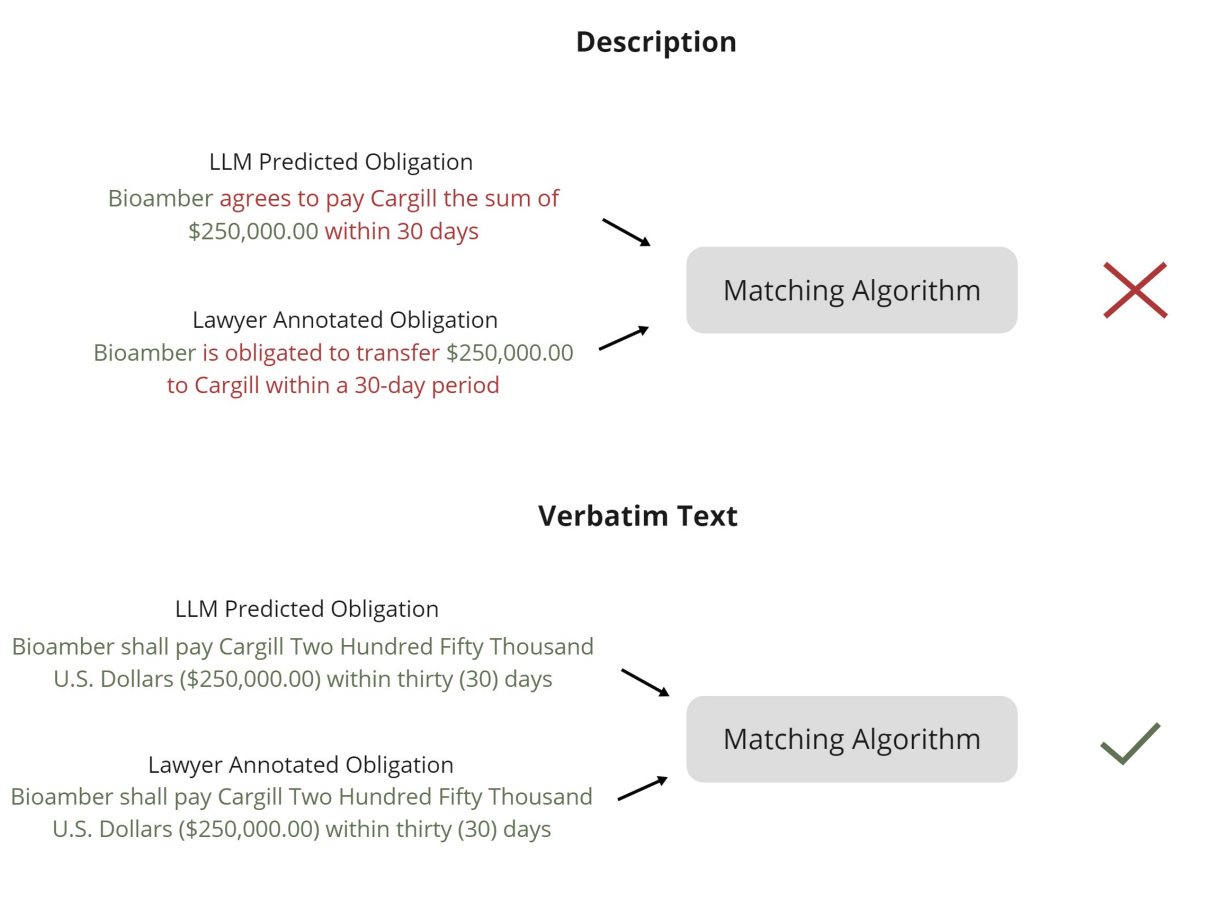 Description
LLM Predicted Obligation
Bioamber agrees to pay Cargill the sum of
$250,000.00 within 30 days
Lawyer Annotated Obligation
Bioamber is obligated to transfer $250,000.00
to Cargill within a 30-day period
Matching Algorithm
Verbatim Text
LLM Predicted Obligation
Bioamber shall pay Cargill Two Hundred Fifty Thousand
U.S. Dollars ($250,000.00) within thirty (30) days
Lawyer Annotated Obligation
Bioamber shall pay Cargill Two Hundred Fifty Thousand
U.S. Dollars ($250,000.00) within thirty (30) days
Matching Algorithm